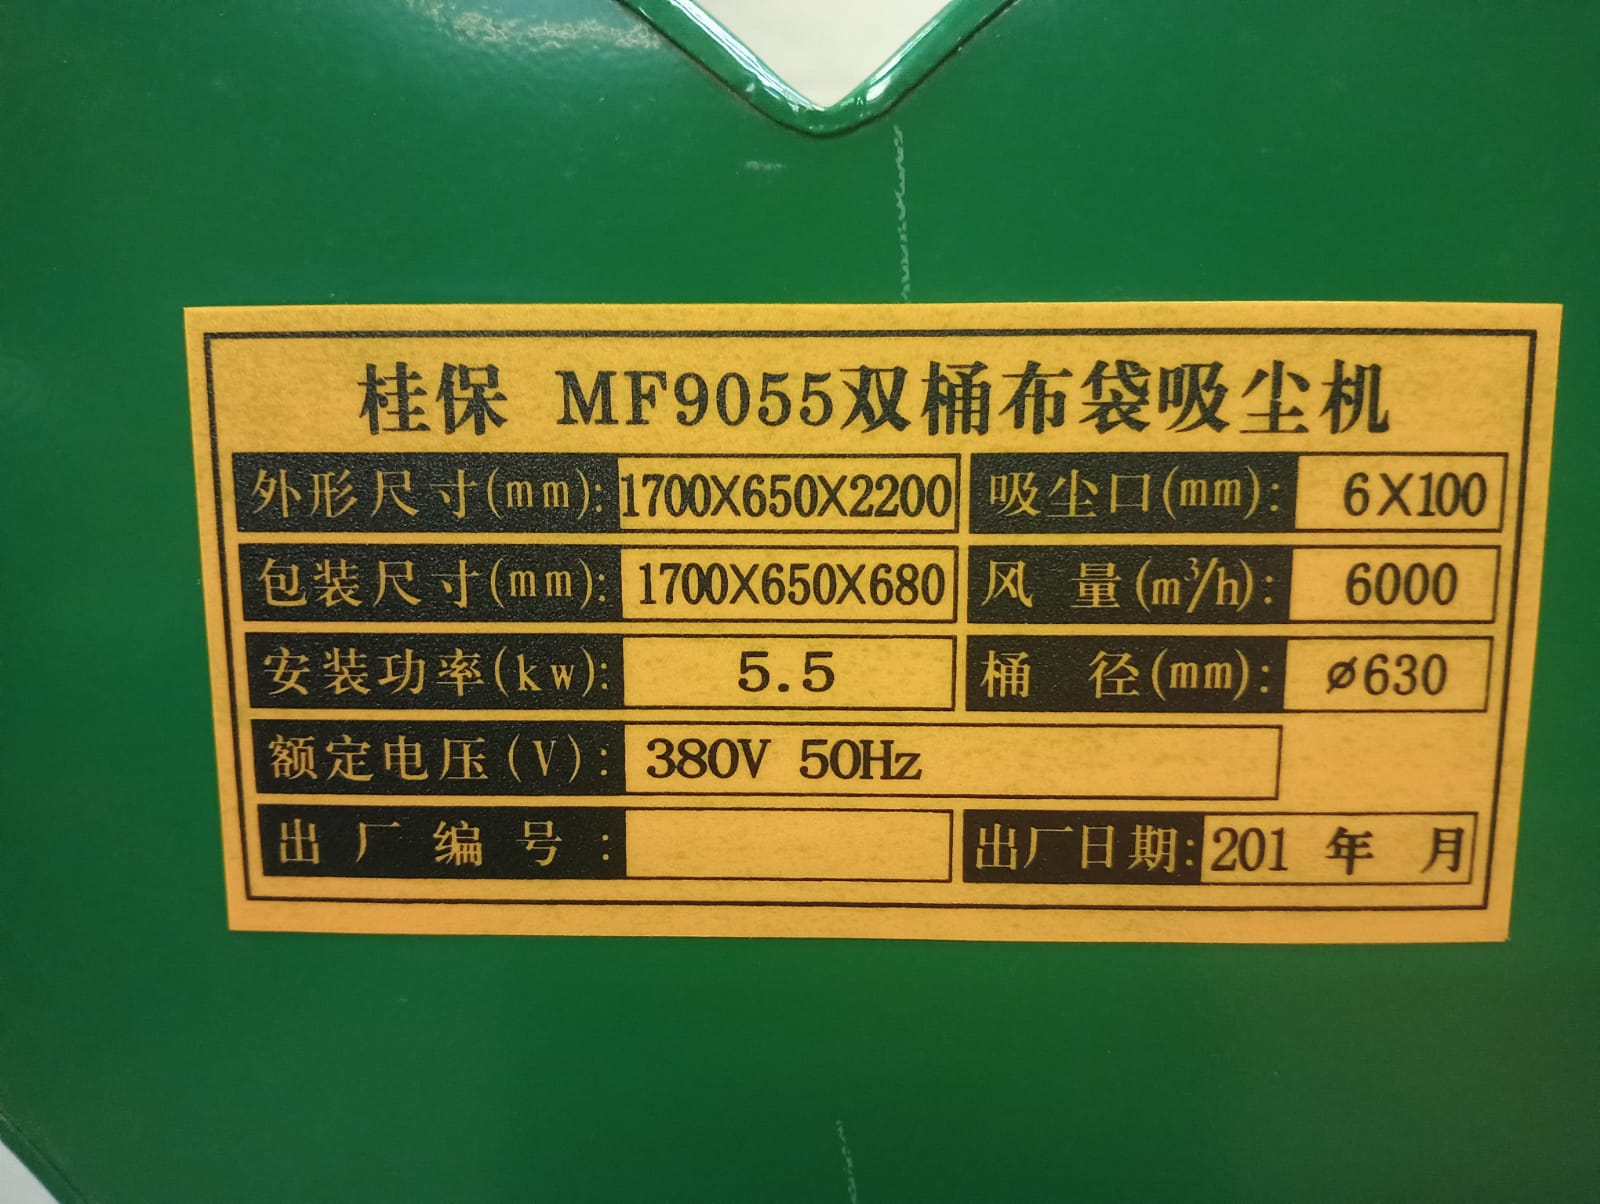 桂保 MF9055双桶布袋吸尘机
外形尺寸(mm): 1700X650X2200 吸尘口(mm): 6X100
包装尺寸(mm): 1700X650X680 风 量(m³/h): 6000
安装功率(kw): 5.5 桶 径(mm): ø630
额定电压(V): 380V 50Hz
出厂编号: 出厂日期: 201 年 月